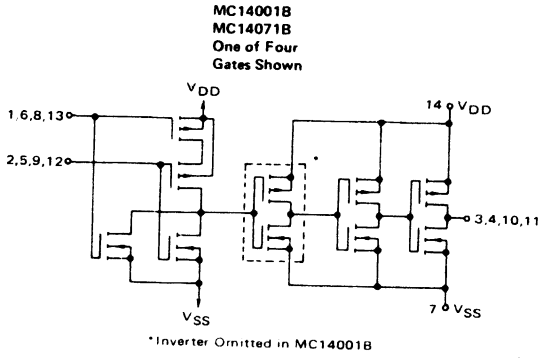 MC14001B
MC14071B
One of Four
Gates Shown
VDD
1,6,8,13
2,5,9,12
14 VDD
*
3,4,10,11
7 VSS
VSS
*Inverter Omitted in MC14001B